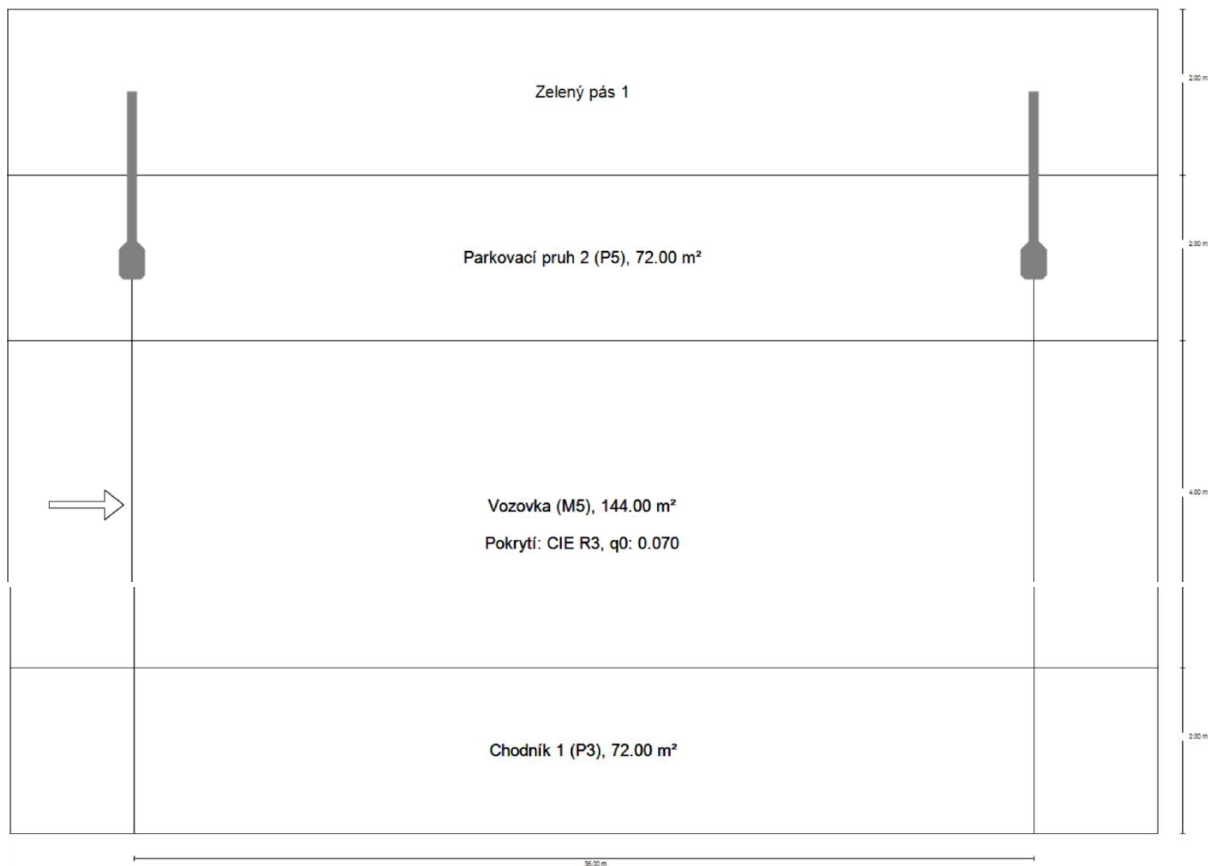 2.00 m
Zelený pás 1
2.00 m
Parkovací pruh 2 (P5), 72.00 m²
4.00 m
Vozovka (M5), 144.00 m²
Pokrytí: CIE R3, q0: 0.070
2.00 m
Chodník 1 (P3), 72.00 m²
36.00 m